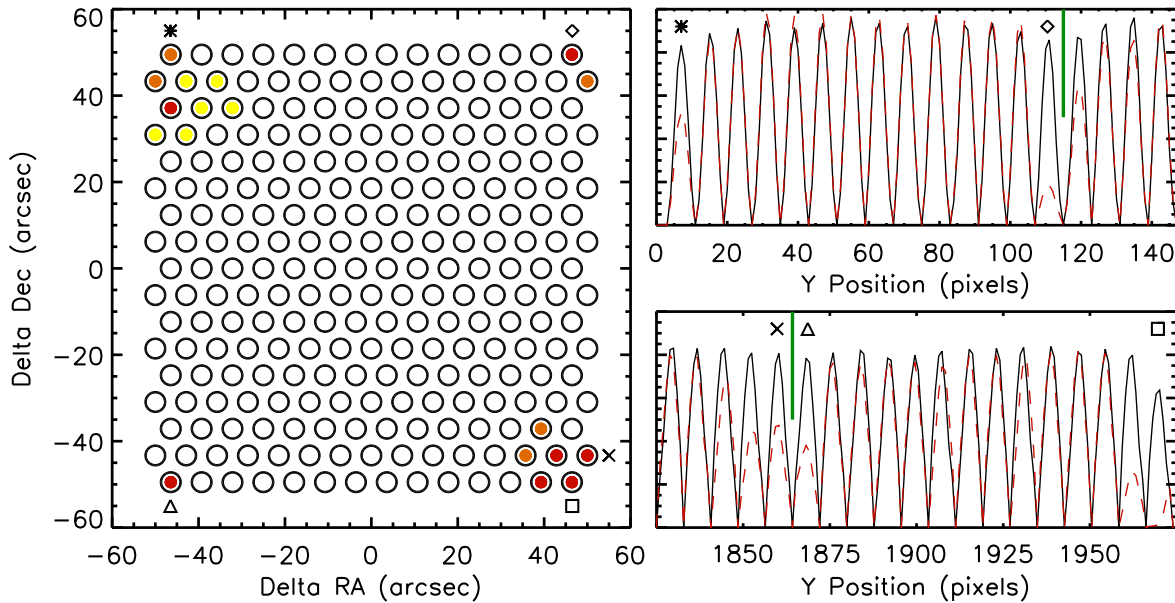 60
40
20
0
−20
−40
−60
−60 −40 −20 0 20 40 60
Delta RA (arcsec)
Delta Dec (arcsec)
0 20 40 60 80 100 120 140
Y Position (pixels)
1850 1875 1900 1925 1950
Y Position (pixels)